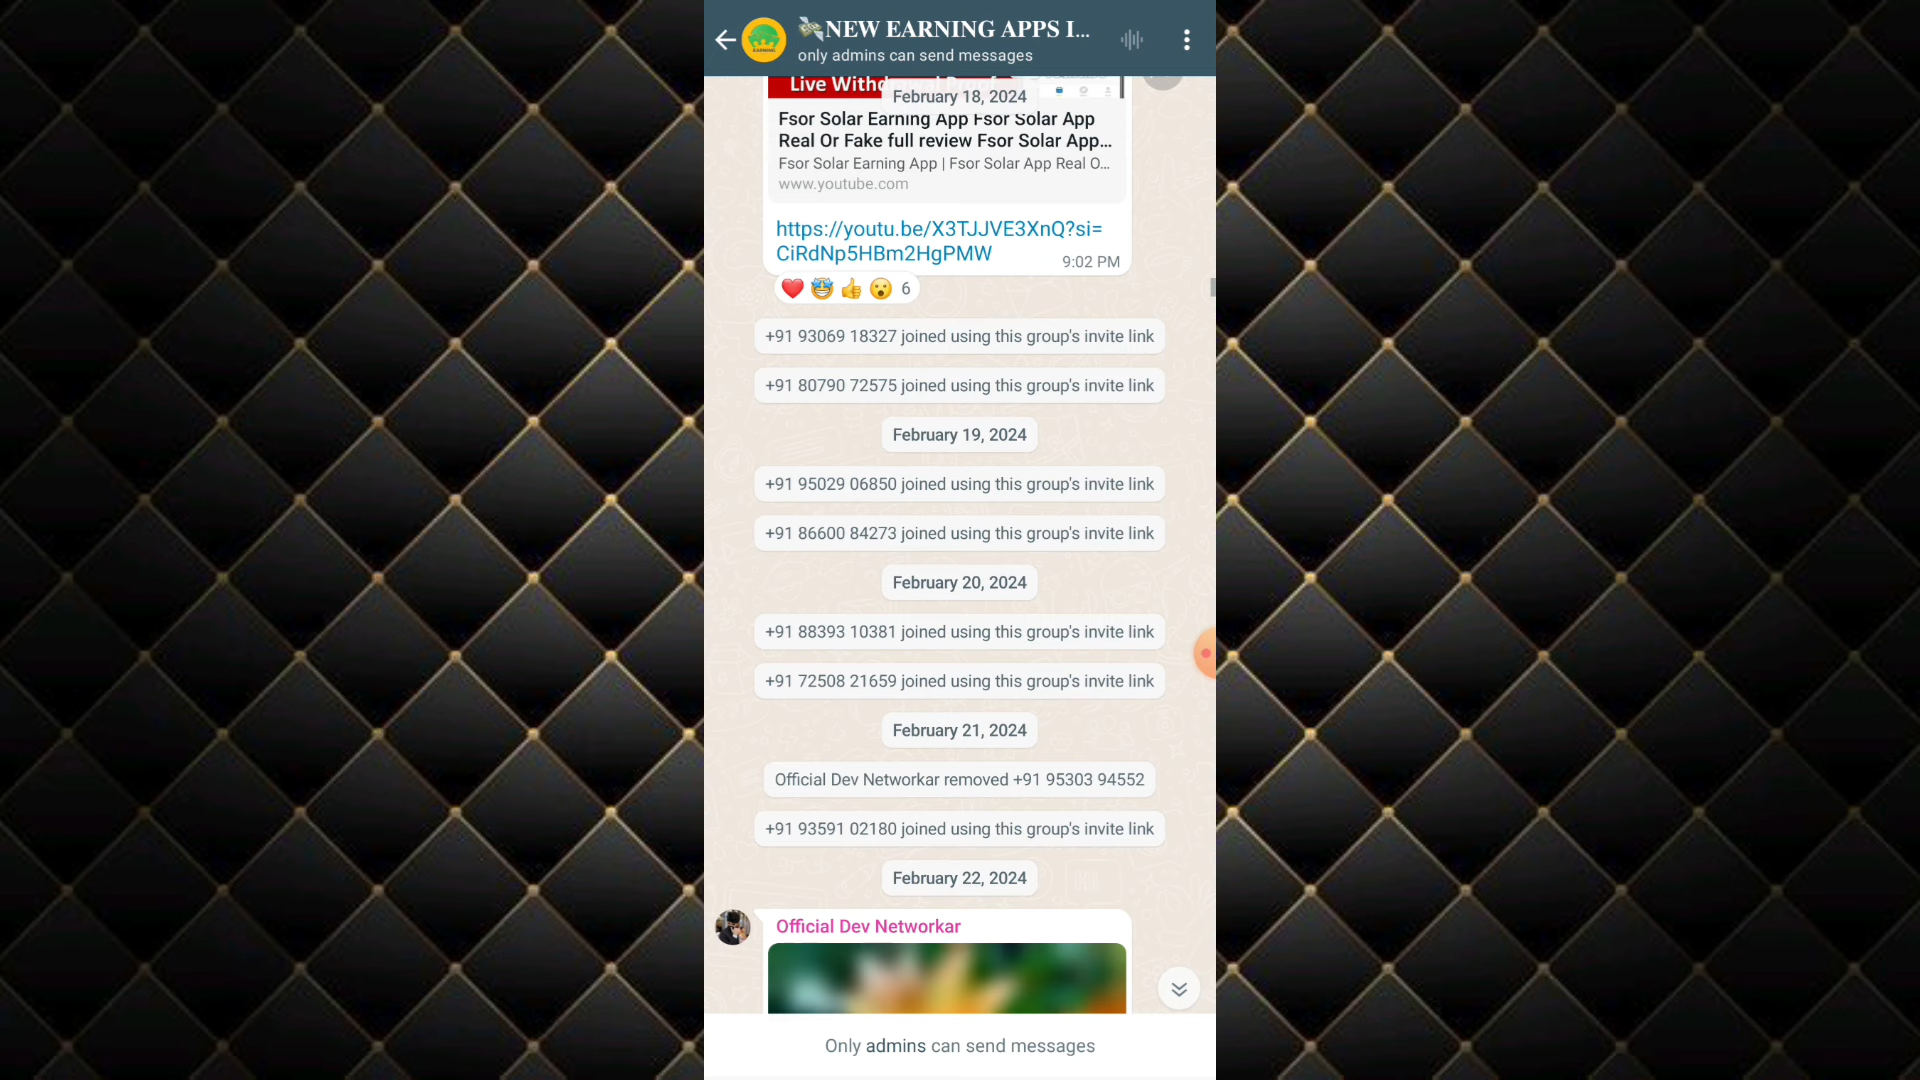 💸NEW EARNING APPS I...
only admins can send messages
Live
February 18, 2024
Fsor Solar Earning App Fsor Solar App
Real Or Fake full review Fsor Solar App...
Fsor Solar Earning App | Fsor Solar App Real O...
www.youtube.com
https://youtu.be/X3TJJVE3XnQ?si=
CiRdNp5HBm2HgPMW
9:02 PM
6
+91 93069 18327 joined using this group's invite link
+91 80790 72575 joined using this group's invite link
February 19, 2024
+91 95029 06850 joined using this group's invite link
+91 86600 84273 joined using this group's invite link
February 20, 2024
+91 88393 10381 joined using this group's invite link
+91 72508 21659 joined using this group's invite link
February 21, 2024
Official Dev Networkar removed +91 95303 94552
+91 93591 02180 joined using this group's invite link
February 22, 2024
Official Dev Networkar
Only admins can send messages